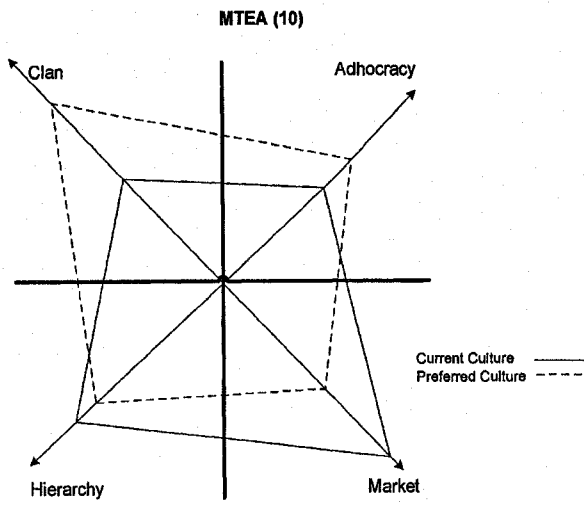 MTEA (10)
Clan
Adhocracy
Current Culture
Preferred Culture
Hierarchy
Market